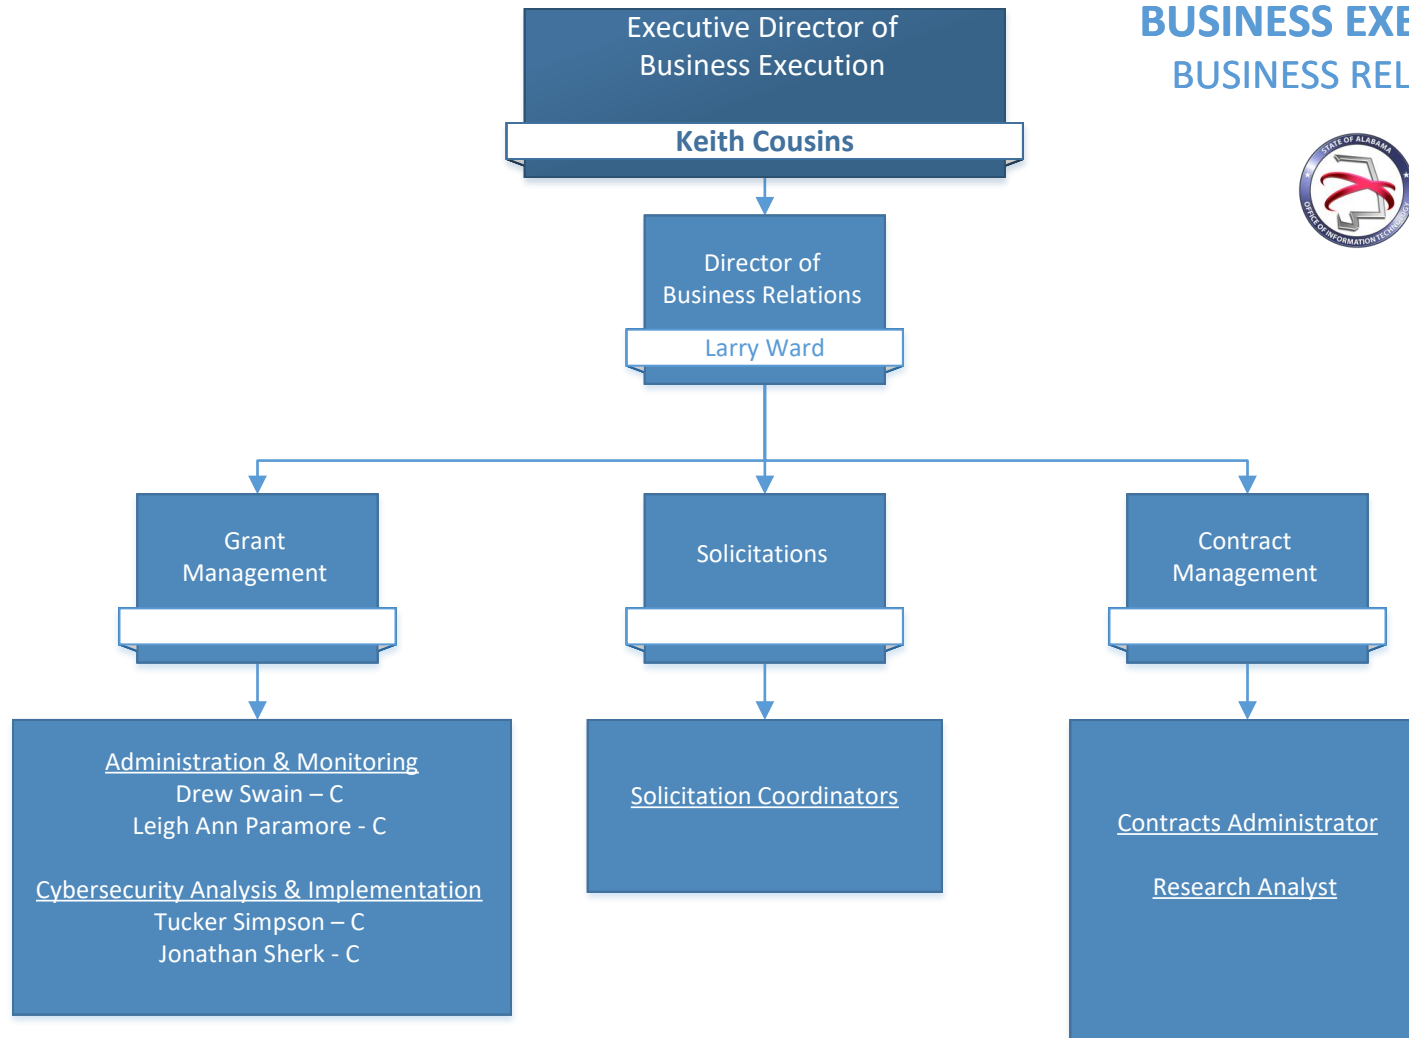 BUSINESS EXE
BUSINESS REL
Executive Director of
Business Execution
Keith Cousins
STATE OF ALABAMA
OFFICE OF INFORMATION TECHNOLOGY
Director of
Business Relations
Larry Ward
Grant
Management
Solicitations
Contract
Management
Administration & Monitoring
Drew Swain – C
Leigh Ann Paramore - C
Cybersecurity Analysis & Implementation
Tucker Simpson – C
Jonathan Sherk - C
Solicitation Coordinators
Contracts Administrator
Research Analyst